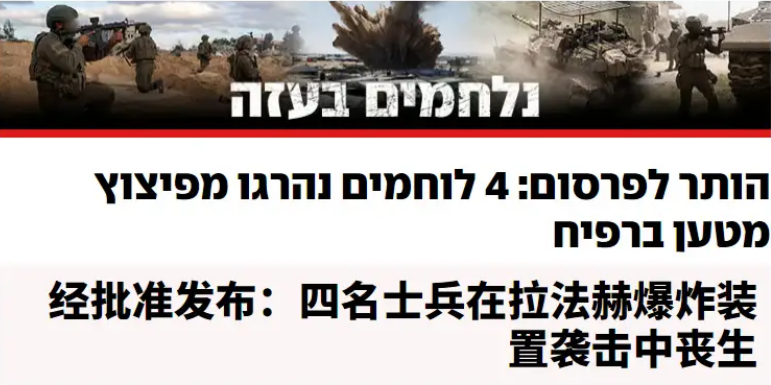 נלחמים בעזה
הותר לפרסום: 4 לוחמים נהרגו מפיצוץ
מטען ברפיח
经批准发布：四名士兵在拉法赫爆炸装
置袭击中丧生